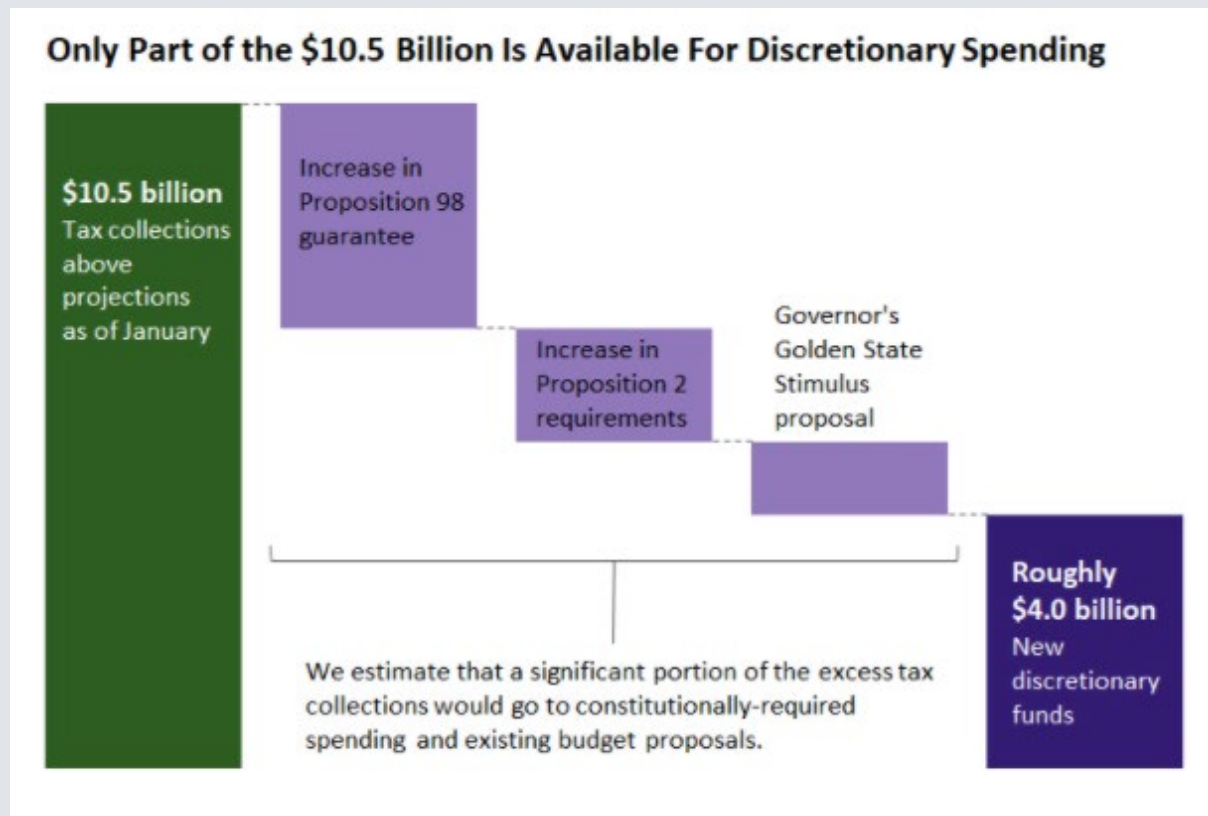 Only Part of the $10.5 Billion Is Available For Discretionary Spending
$10.5 billion
Tax collections
above
projections
as of January
Increase in
Proposition 98
guarantee
Increase in
Proposition 2
requirements
Governor's
Golden State
Stimulus
proposal
We estimate that a significant portion of the excess tax
collections would go to constitutionally-required
spending and existing budget proposals.
Roughly
$4.0 billion
New
discretionary
funds